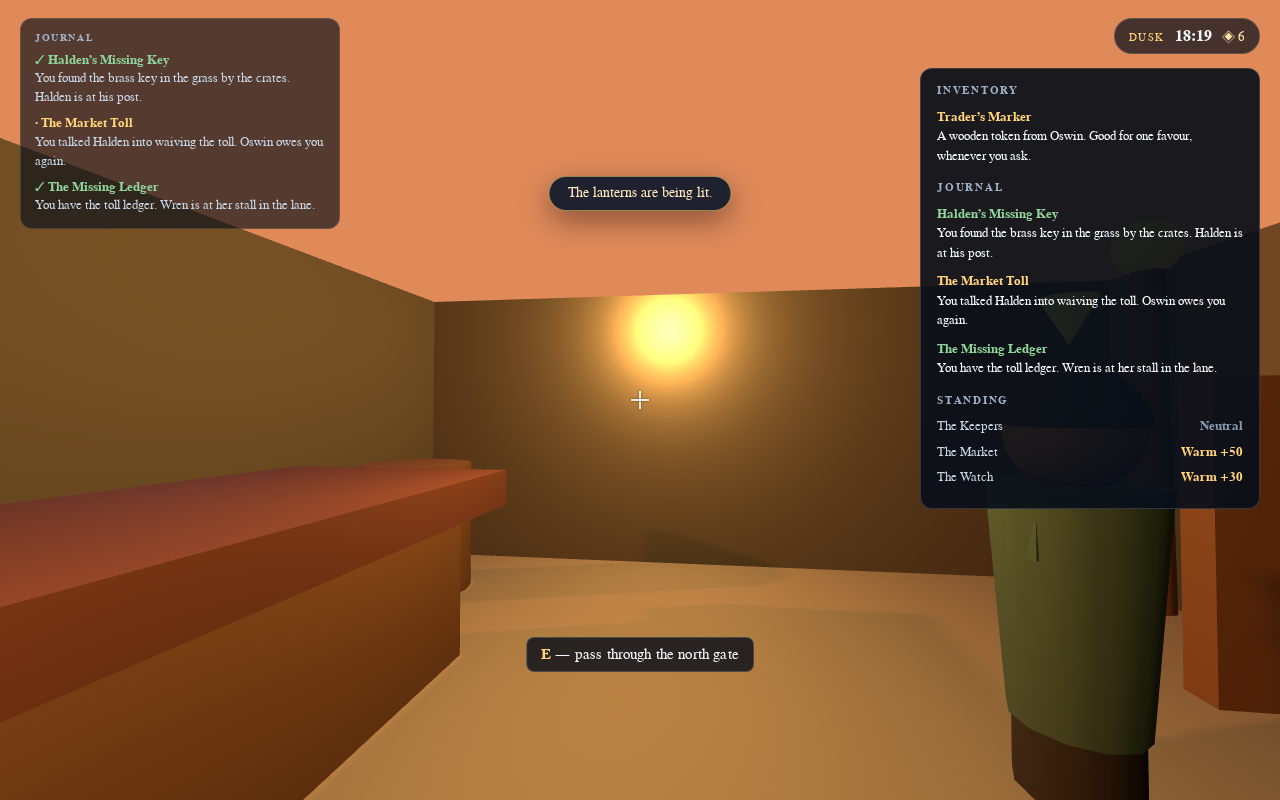 JOURNAL
✓ Halden's Missing Key
You found the brass key in the grass by the crates.
Halden is at his post.
· The Market Toll
You talked Halden into waiving the toll. Oswin owes you
again.
✓ The Missing Ledger
You have the toll ledger. Wren is at her stall in the lane.
The lanterns are being lit.
DUSK 18:19 ◈ 6
INVENTORY
Trader's Marker
A wooden token from Oswin. Good for one favour,
whenever you ask.
JOURNAL
Halden's Missing Key
You found the brass key in the grass by the crates. Halden is
at his post.
The Market Toll
You talked Halden into waiving the toll. Oswin owes you
again.
The Missing Ledger
You have the toll ledger. Wren is at her stall in the lane.
STANDING
The Keepers Neutral
The Market Warm +50
The Watch Warm +30
E — pass through the north gate